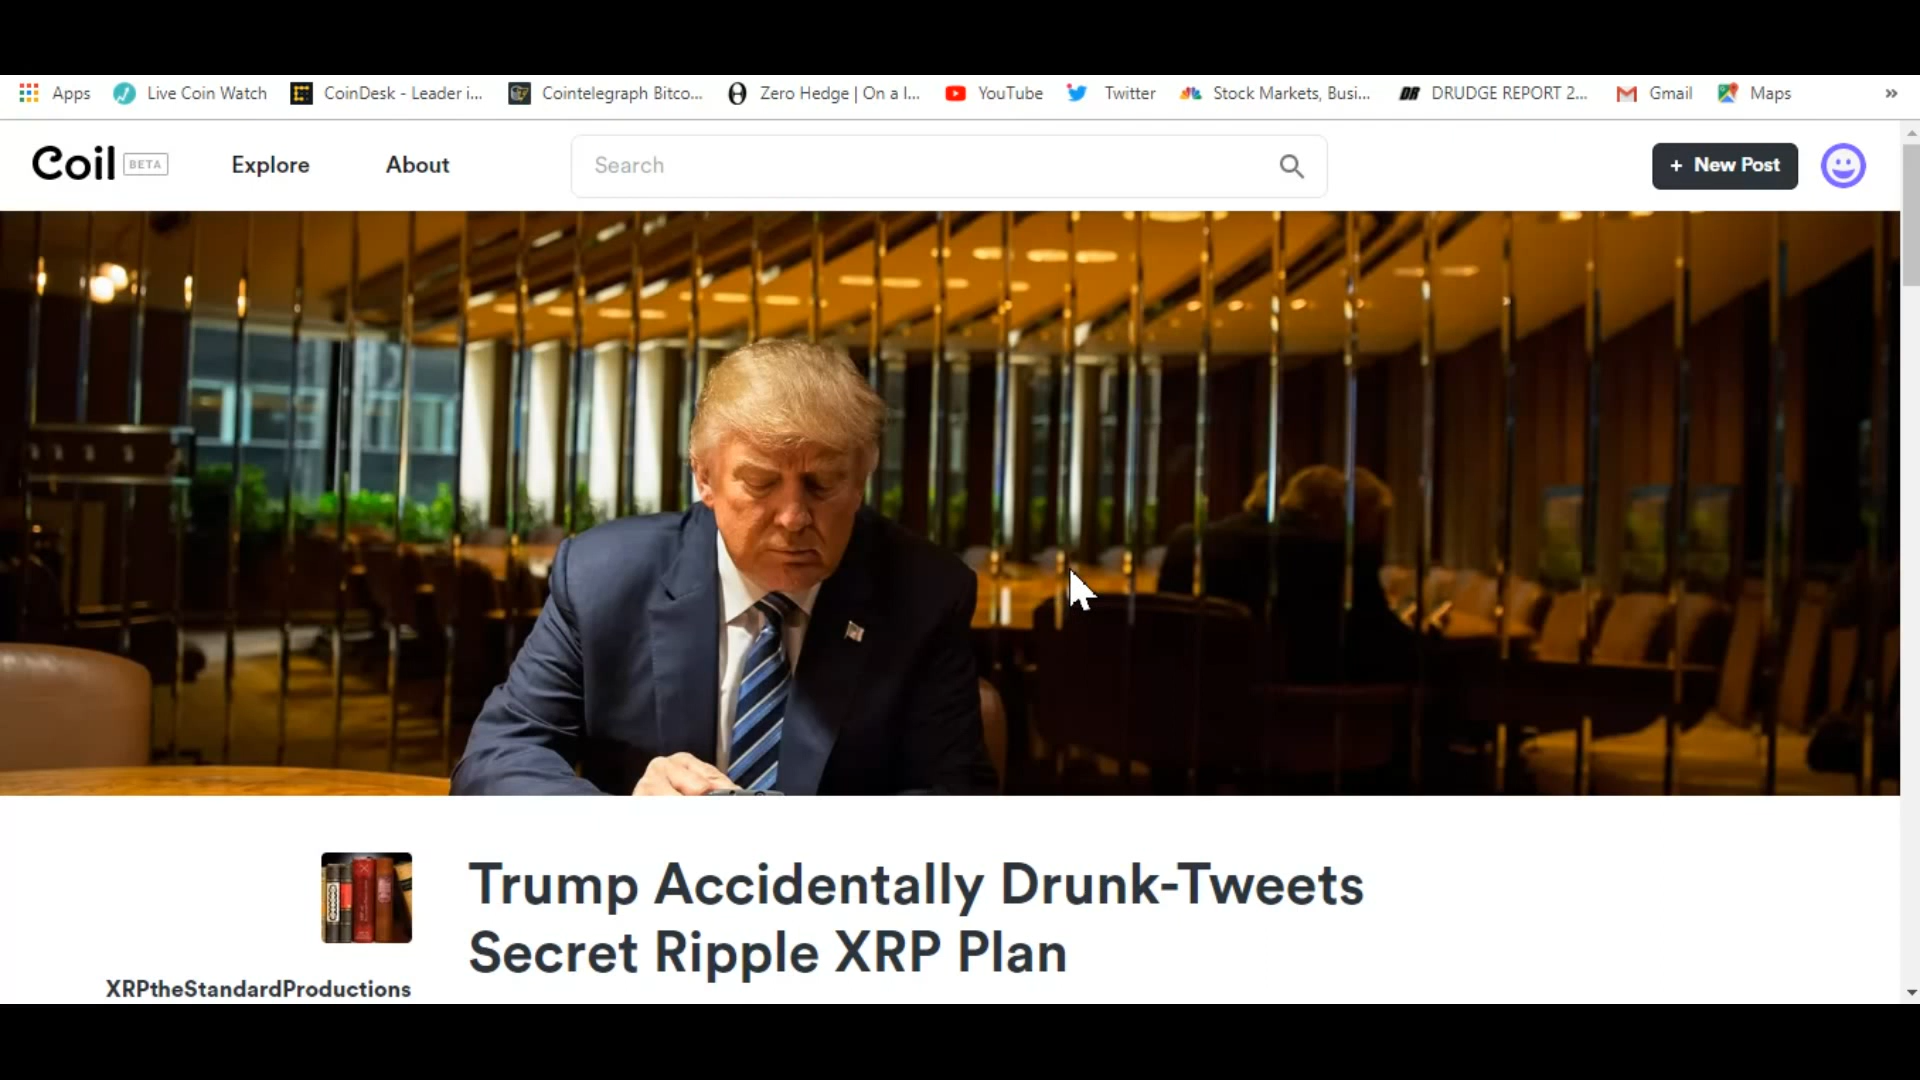 Apps Live Coin Watch CoinDesk - Leader i... Cointelegraph Bitco... Zero Hedge | On a l... YouTube Twitter Stock Markets, Busi... DRUDGE REPORT 2... Gmail Maps »
Coil BETA Explore About Search + New Post
Trump Accidentally Drunk-Tweets
Secret Ripple XRP Plan
XRPtheStandardProductions